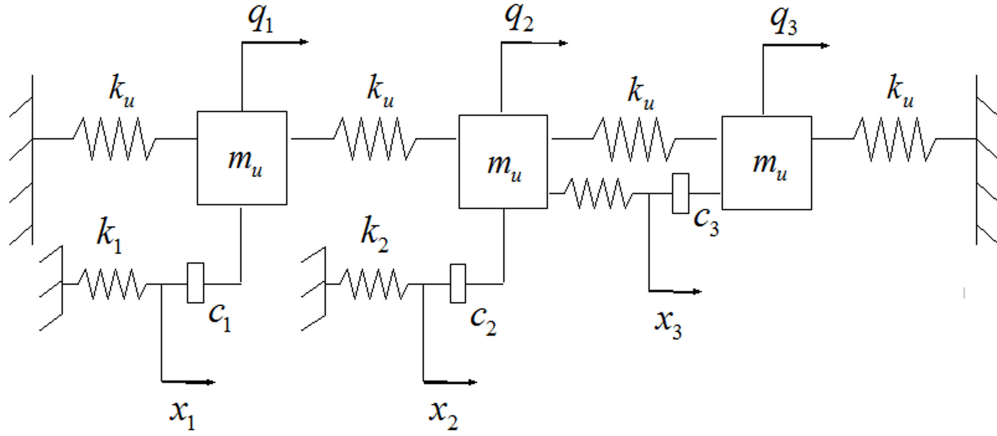 q₁ q₂ q₃
kᵤ kᵤ kᵤ kᵤ
mᵤ mᵤ mᵤ
k₁ k₂ c₃
c₁ c₂ x₃
x₁ x₂